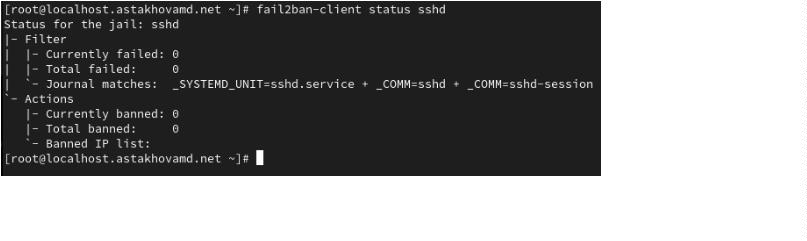 [root@localhost.astakhovamd.net ~]# fail2ban-client status sshd
Status for the jail: sshd
|- Filter
|  |- Currently failed: 0
|  |- Total failed:     0
|  `- Journal matches:  _SYSTEMD_UNIT=sshd.service + _COMM=sshd + _COMM=sshd-session
`- Actions
   |- Currently banned: 0
   |- Total banned:     0
   `- Banned IP list:
[root@localhost.astakhovamd.net ~]#